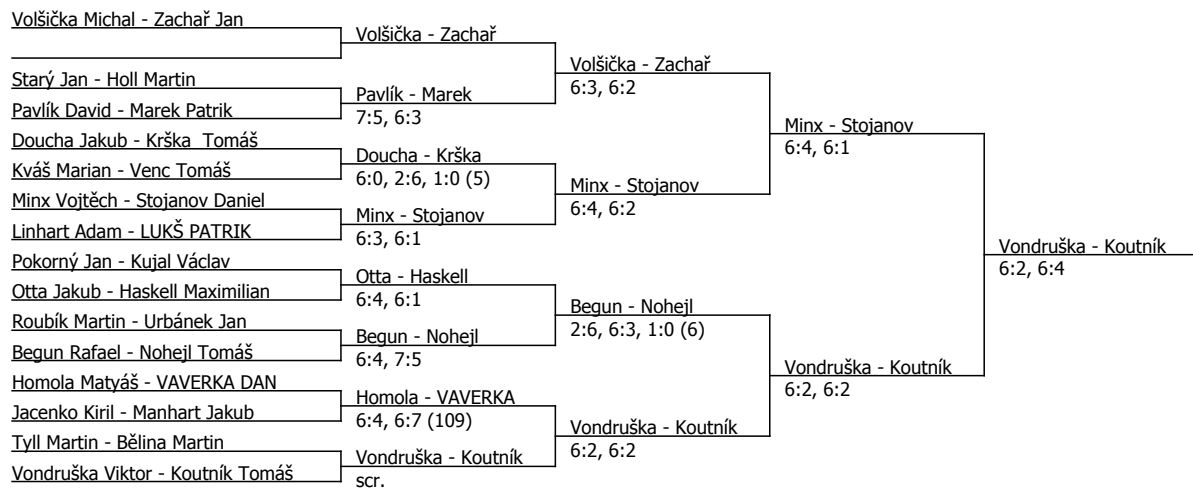 Volšička Michal - Zachař Jan
Starý Jan - Holl Martin
Pavlík David - Marek Patrik
Doucha Jakub - Krška  Tomáš
Kváš Marian - Venc Tomáš
Minx Vojtěch - Stojanov Daniel
Linhart Adam - LUKŠ PATRIK
Pokorný Jan - Kujal Václav
Otta Jakub - Haskell Maximilian
Roubík Martin - Urbánek Jan
Begun Rafael - Nohejl Tomáš
Homola Matyáš - VAVERKA DAN
Jacenko Kiril - Manhart Jakub
Tyll Martin - Bělina Martin
Vondruška Viktor - Koutník Tomáš
Volšička - Zachař
Pavlík - Marek
7:5, 6:3
Doucha - Krška
6:0, 2:6, 1:0 (5)
Minx - Stojanov
6:3, 6:1
Otta - Haskell
6:4, 6:1
Begun - Nohejl
6:4, 7:5
Homola - VAVERKA
6:4, 6:7 (109)
Vondruška - Koutník
scr.
Volšička - Zachař
6:3, 6:2
Minx - Stojanov
6:4, 6:2
Begun - Nohejl
2:6, 6:3, 1:0 (6)
Vondruška - Koutník
6:2, 6:2
Minx - Stojanov
6:4, 6:1
Vondruška - Koutník
6:2, 6:2
Vondruška - Koutník
6:2, 6:4